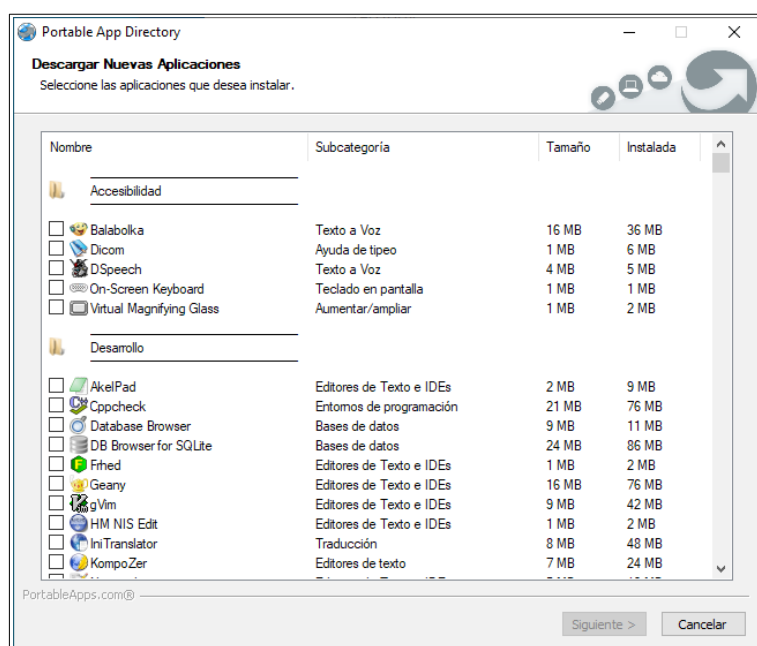 Portable App Directory
Descargar Nuevas Aplicaciones
Seleccione las aplicaciones que desea instalar.
Nombre Subcategoría Tamaño Instalada
Accesibilidad
Balabolka Texto a Voz 16 MB 36 MB
Dicom Ayuda de tipeo 1 MB 6 MB
DSpeech Texto a Voz 4 MB 5 MB
On-Screen Keyboard Teclado en pantalla 1 MB 1 MB
Virtual Magnifying Glass Aumentar/ampliar 1 MB 2 MB
Desarrollo
AkelPad Editores de Texto e IDEs 2 MB 9 MB
Cppcheck Entornos de programación 21 MB 76 MB
Database Browser Bases de datos 9 MB 11 MB
DB Browser for SQLite Bases de datos 24 MB 86 MB
Frhed Editores de Texto e IDEs 1 MB 2 MB
Geany Editores de Texto e IDEs 16 MB 76 MB
gVim Editores de Texto e IDEs 9 MB 42 MB
HM NIS Edit Editores de Texto e IDEs 1 MB 2 MB
IniTranslator Traducción 8 MB 48 MB
KompoZer Editores de texto 7 MB 24 MB
PortableApps.com®
Siguiente > Cancelar